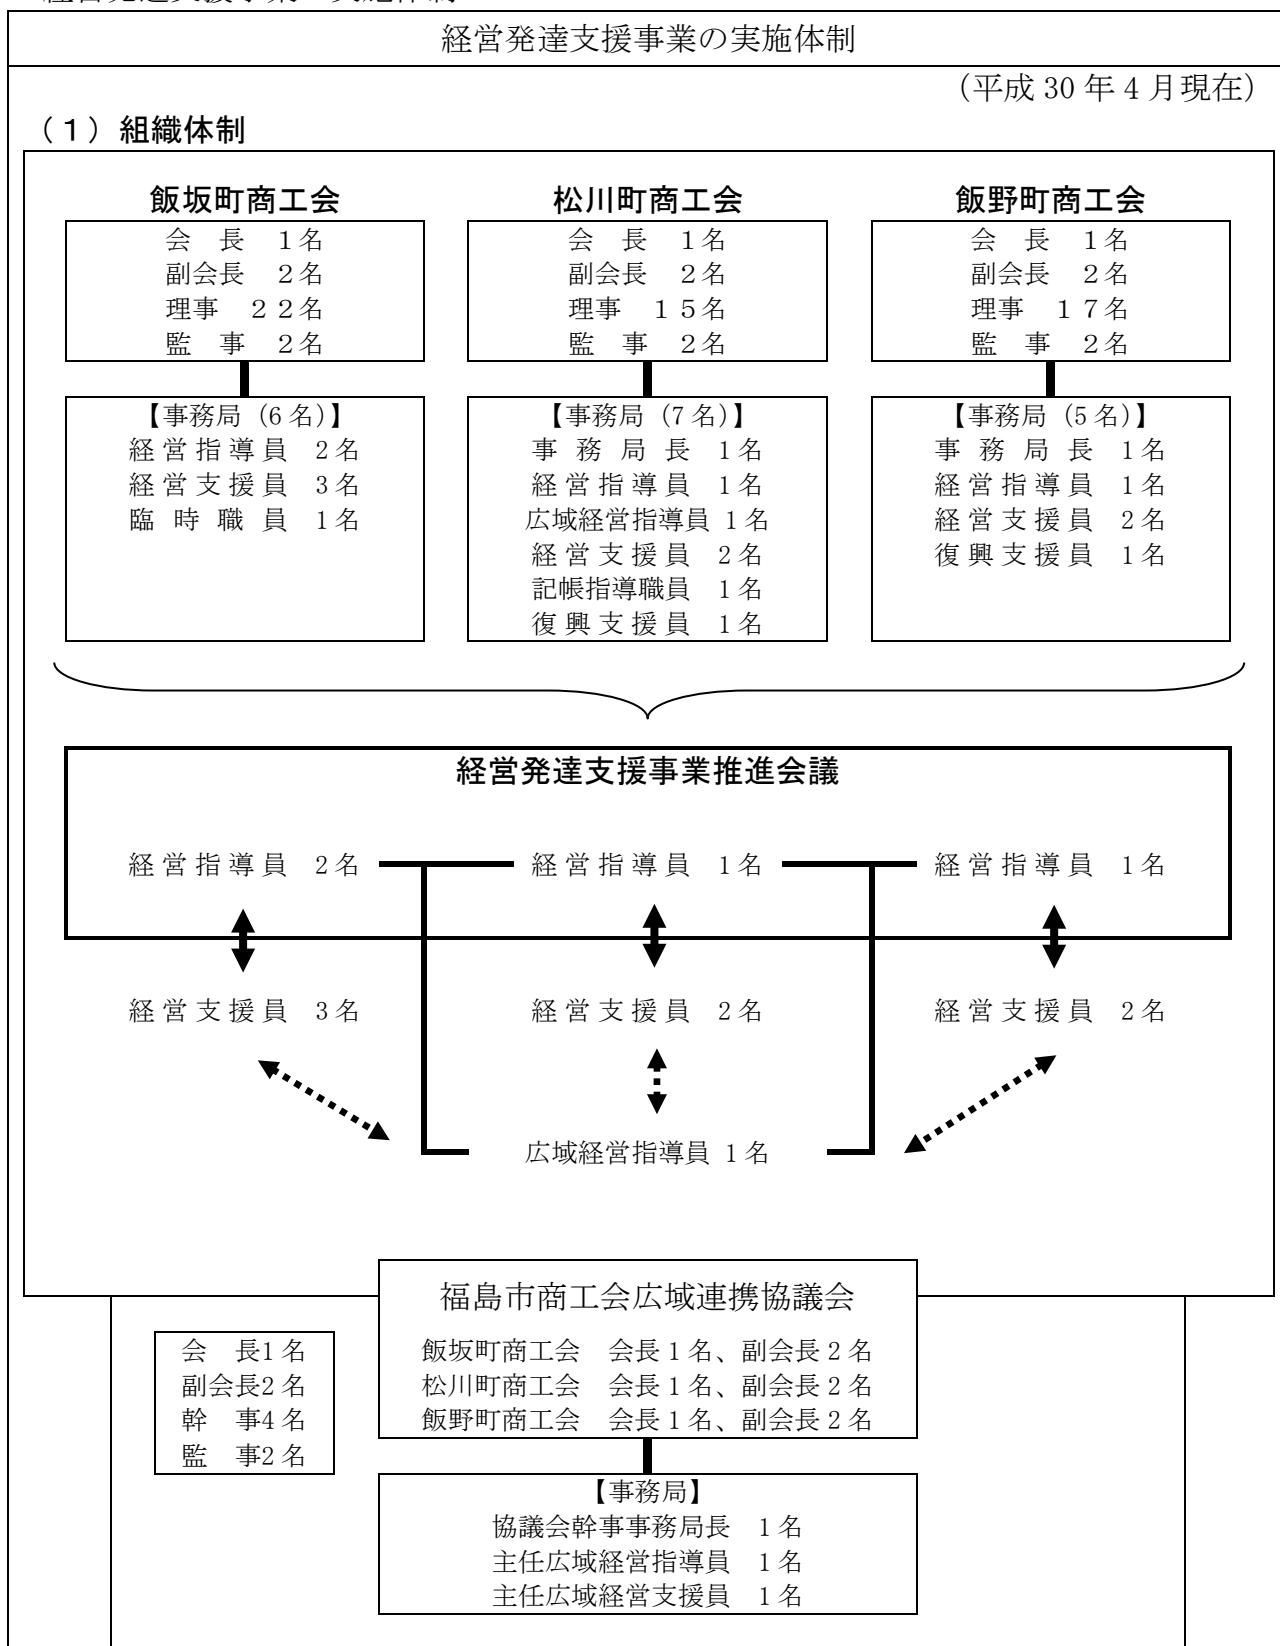 経営発達支援事業の実施体制
（平成 30 年 4 月現在）
（１）組織体制
飯坂町商工会
会　長　１名
副会長　２名
理事　２２名
監　事　２名
【事務局（6 名）】
経 営 指 導 員　2 名
経 営 支 援 員　3 名
臨 時 職 員　1 名
松川町商工会
会　長　１名
副会長　２名
理事　１５名
監　事　２名
【事務局（7 名）】
事 務 局 長　1 名
経 営 指 導 員　1 名
広域経営指導員 1 名
経 営 支 援 員　2 名
記帳指導職員　1 名
復 興 支 援 員　1 名
飯野町商工会
会　長　１名
副会長　２名
理事　１７名
監　事　２名
【事務局（5 名）】
事 務 局 長　1 名
経 営 指 導 員　1 名
経 営 支 援 員　2 名
復 興 支 援 員　1 名
経営発達支援事業推進会議
経 営 指 導 員　2 名　経 営 指 導 員　1 名　経 営 指 導 員　1 名
経 営 支 援 員　3 名　経 営 支 援 員　2 名　経 営 支 援 員　2 名
広域経営指導員 1 名
福島市商工会広域連携協議会
飯坂町商工会　会長 1 名、副会長 2 名
松川町商工会　会長 1 名、副会長 2 名
飯野町商工会　会長 1 名、副会長 2 名
会　長1 名
副会長2 名
幹　事4 名
監　事2 名
【事務局】
協議会幹事事務局長　1 名
主任広域経営指導員　1 名
主任広域経営支援員　1 名